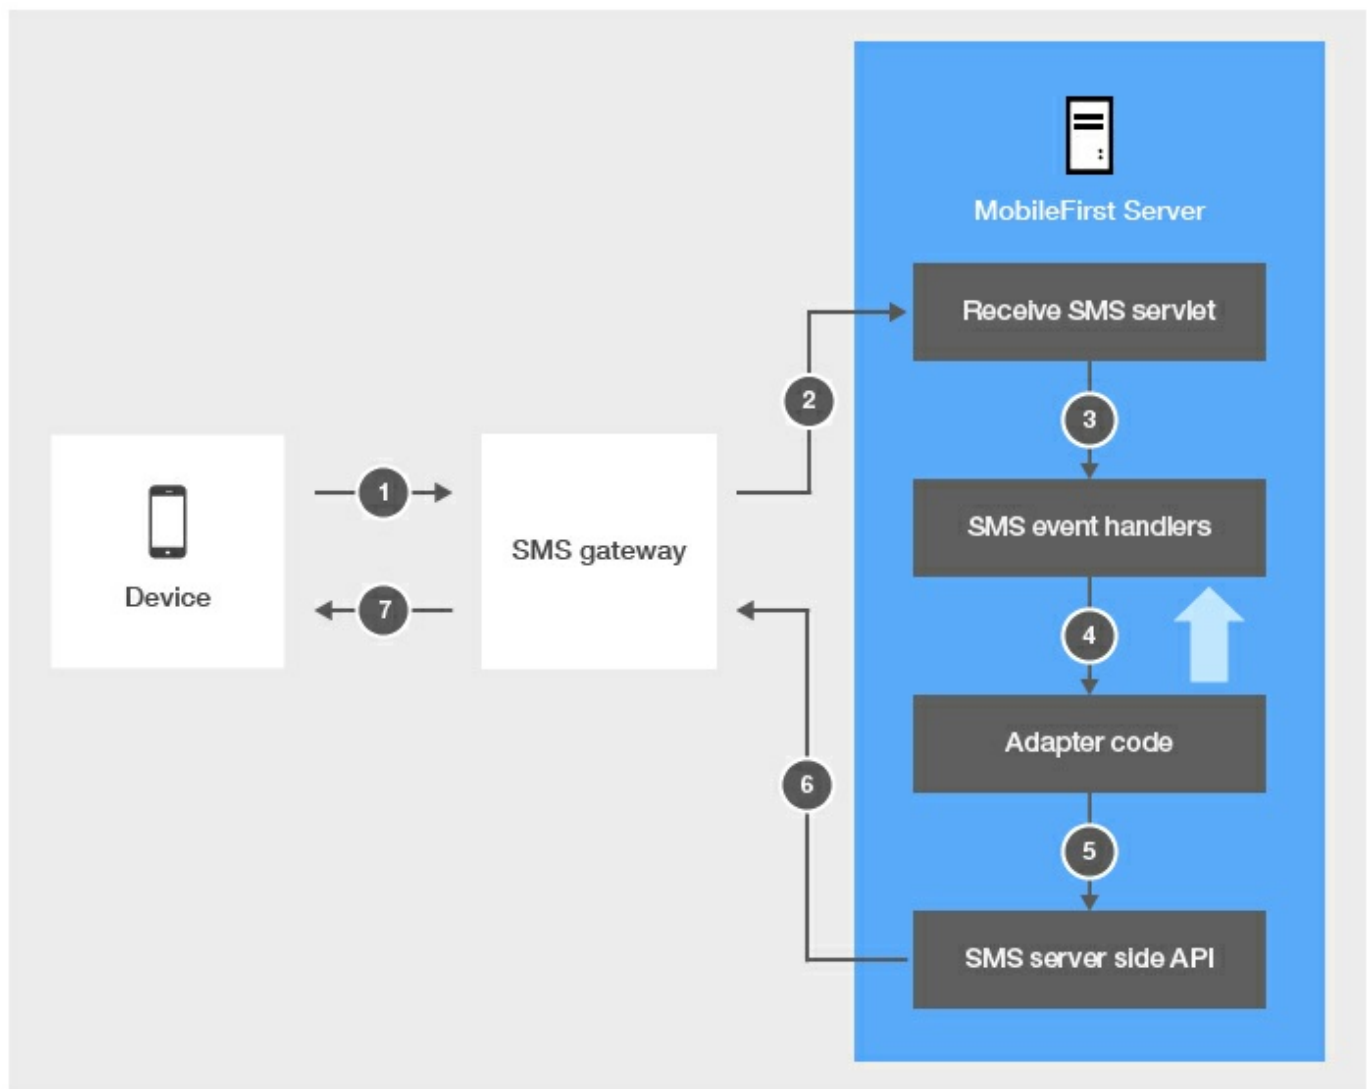 MobileFirst Server
Receive SMS servlet
2
3
1
SMS event handlers
SMS gateway
Device
7
4
Adapter code
6
5
SMS server side API